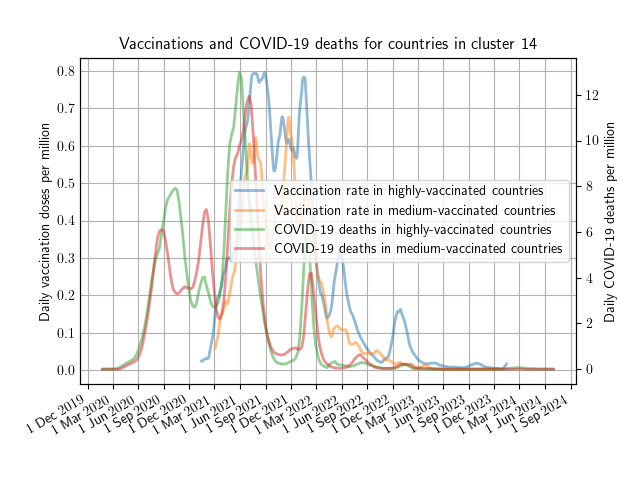 Vaccinations and COVID-19 deaths for countries in cluster 14
Daily vaccination doses per million
0.8
0.7
0.6
0.5
0.4
0.3
0.2
0.1
0.0
Vaccination rate in highly-vaccinated countries
Vaccination rate in medium-vaccinated countries
COVID-19 deaths in highly-vaccinated countries
COVID-19 deaths in medium-vaccinated countries
12
10
8
6
4
2
0
Daily COVID-19 deaths per million
1 Dec 2019
1 Mar 2020
1 Jun 2020
1 Sep 2020
1 Dec 2020
1 Mar 2021
1 Jun 2021
1 Sep 2021
1 Dec 2021
1 Mar 2022
1 Jun 2022
1 Sep 2022
1 Dec 2022
1 Mar 2023
1 Jun 2023
1 Sep 2023
1 Dec 2023
1 Mar 2024
1 Jun 2024
1 Sep 2024